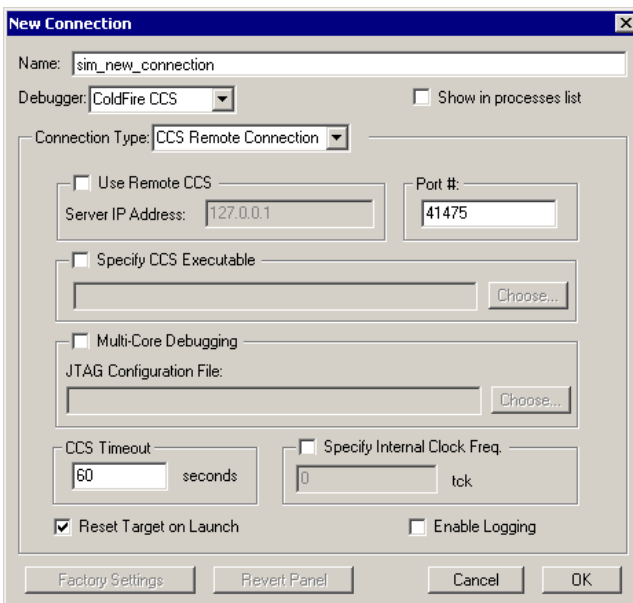 New Connection
Name: sim_new_connection
Debugger: ColdFire CCS
Show in processes list
Connection Type: CCS Remote Connection
Use Remote CCS
Port #:
Server IP Address: 127.0.0.1
41475
Specify CCS Executable
Choose...
Multi-Core Debugging
JTAG Configuration File:
Choose...
CCS Timeout
Specify Internal Clock Freq.
60 seconds
0 tck
Reset Target on Launch
Enable Logging
Factory Settings
Revert Panel
Cancel
OK